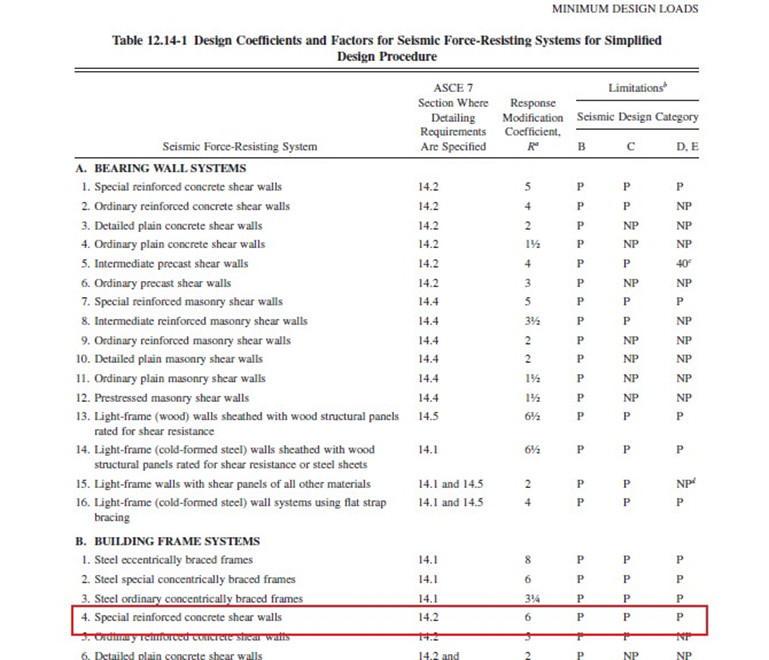 MINIMUM DESIGN LOADS
Table 12.14-1 Design Coefficients and Factors for Seismic Force-Resisting Systems for Simplified
Design Procedure
Seismic Force-Resisting System
ASCE 7
Section Where
Detailing
Requirements
Are Specified
Response
Modification
Coefficient,
Rᵃ
Limitationsᵇ
Seismic Design Category
B C D, E
A. BEARING WALL SYSTEMS
1. Special reinforced concrete shear walls 14.2 5 P P P
2. Ordinary reinforced concrete shear walls 14.2 4 P P NP
3. Detailed plain concrete shear walls 14.2 2 P NP NP
4. Ordinary plain concrete shear walls 14.2 1½ P NP NP
5. Intermediate precast shear walls 14.2 4 P P 40ᶜ
6. Ordinary precast shear walls 14.2 3 P NP NP
7. Special reinforced masonry shear walls 14.4 5 P P P
8. Intermediate reinforced masonry shear walls 14.4 3½ P P NP
9. Ordinary reinforced masonry shear walls 14.4 2 P NP NP
10. Detailed plain masonry shear walls 14.4 2 P NP NP
11. Ordinary plain masonry shear walls 14.4 1½ P NP NP
12. Prestressed masonry shear walls 14.4 1½ P NP NP
13. Light-frame (wood) walls sheathed with wood structural panels 14.5 6½ P P P
rated for shear resistance
14. Light-frame (cold-formed steel) walls sheathed with wood 14.1 6½ P P P
structural panels rated for shear resistance or steel sheets
15. Light-frame walls with shear panels of all other materials 14.1 and 14.5 2 P P NPᵈ
16. Light-frame (cold-formed steel) wall systems using flat strap 14.1 and 14.5 4 P P P
bracing
B. BUILDING FRAME SYSTEMS
1. Steel eccentrically braced frames 14.1 8 P P P
2. Steel special concentrically braced frames 14.1 6 P P P
3. Steel ordinary concentrically braced frames 14.1 3¼ P P P
4. Special reinforced concrete shear walls 14.2 6 P P P
5. Ordinary reinforced concrete shear walls 14.2 5 P P NP
6. Detailed plain concrete shear walls 14.2 and 2 P NP NP